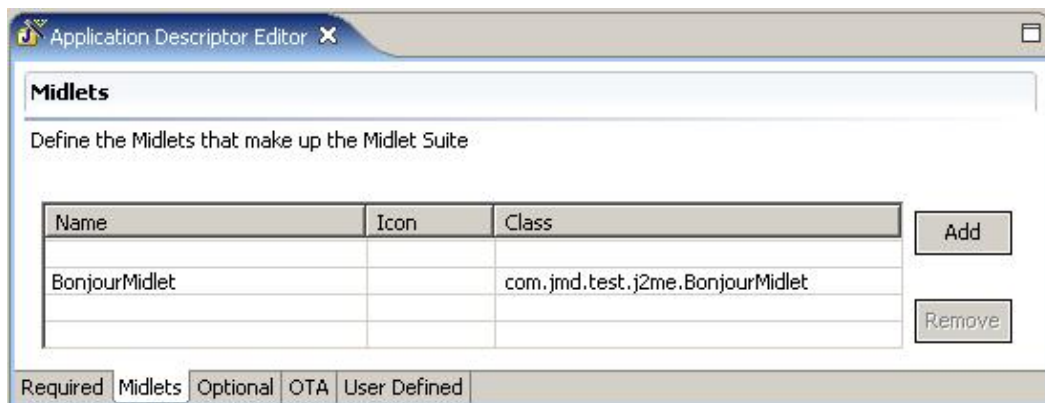 Application Descriptor Editor
Midlets
Define the Midlets that make up the Midlet Suite
Name Icon Class
Add
BonjourMidlet com.jmd.test.j2me.BonjourMidlet
Remove
Required Midlets Optional OTA User Defined